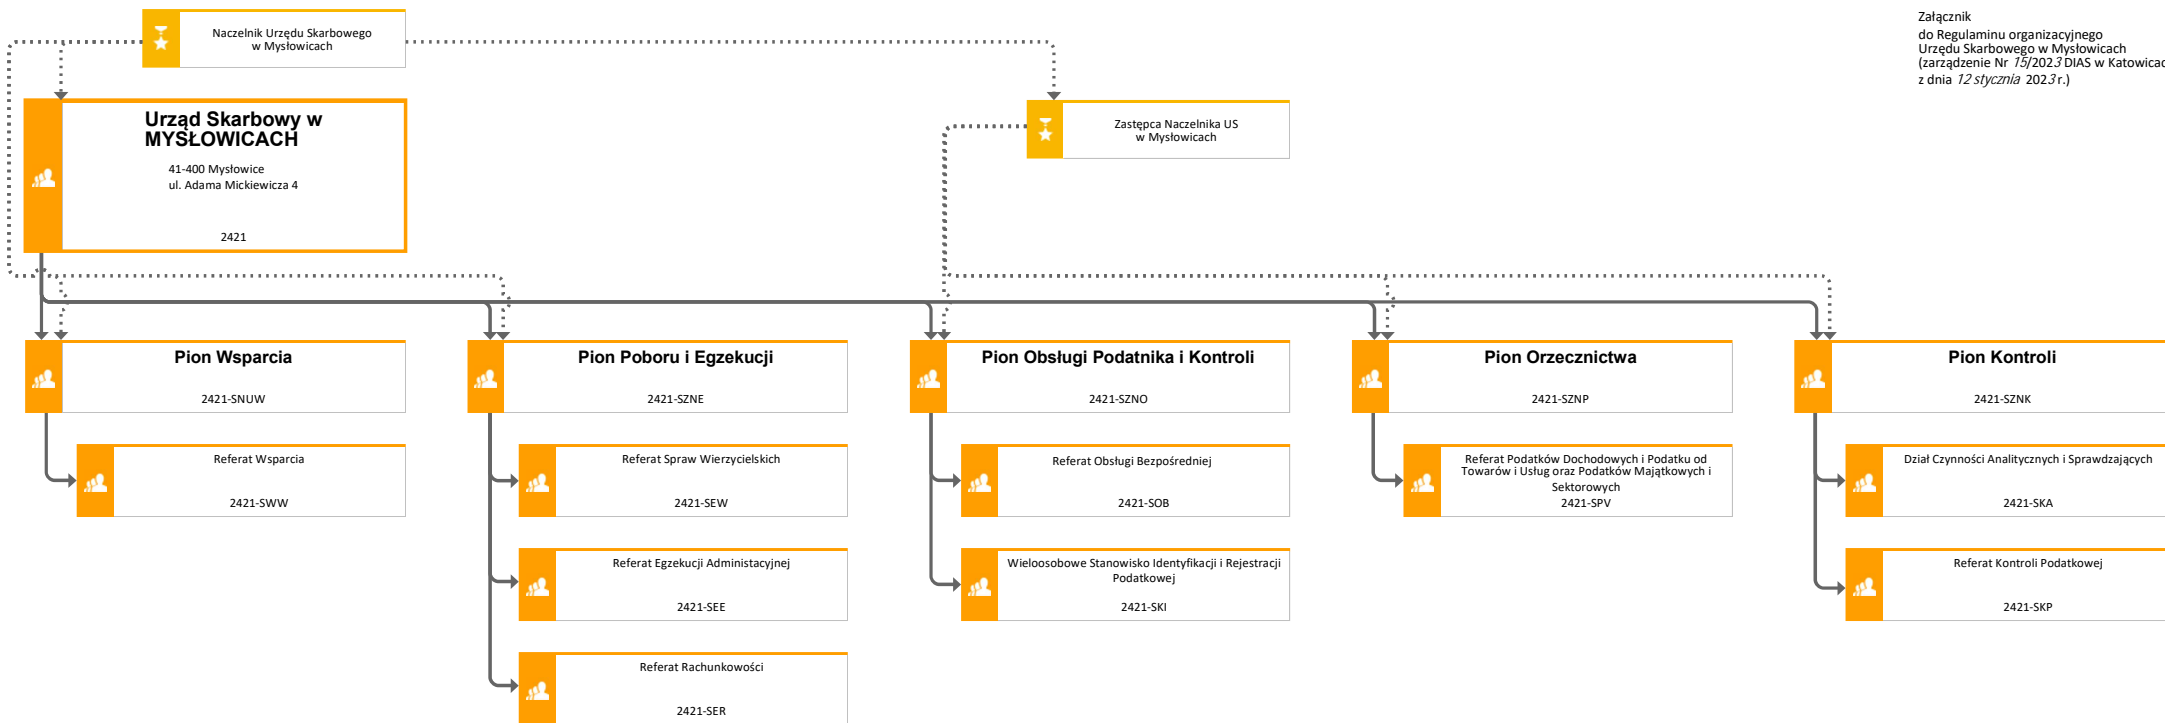 Załącznik
do Regulaminu organizacyjnego
Urzędu Skarbowego w Mysłowicach
(zarządzenie Nr 15/2023 DIAS w Katowicac
z dnia 12 stycznia 2023 r.)
Naczelnik Urzędu Skarbowego
w Mysłowicach
Urząd Skarbowy w
MYSŁOWICACH
41-400 Mysłowice
ul. Adama Mickiewicza 4
2421
Zastępca Naczelnika US
w Mysłowicach
Pion Wsparcia
2421-SNUW
Referat Wsparcia
2421-SWW
Pion Poboru i Egzekucji
2421-SZNE
Referat Spraw Wierzycielskich
2421-SEW
Referat Egzekucji Administacyjnej
2421-SEE
Referat Rachunkowości
2421-SER
Pion Obsługi Podatnika i Kontroli
2421-SZNO
Referat Obsługi Bezpośredniej
2421-SOB
Wieloosobowe Stanowisko Identyfikacji i Rejestracji
Podatkowej
2421-SKI
Pion Orzecznictwa
2421-SZNP
Referat Podatków Dochodowych i Podatku od
Towarów i Usług oraz Podatków Majątkowych i
Sektorowych
2421-SPV
Pion Kontroli
2421-SZNK
Dział Czynności Analitycznych i Sprawdzających
2421-SKA
Referat Kontroli Podatkowej
2421-SKP